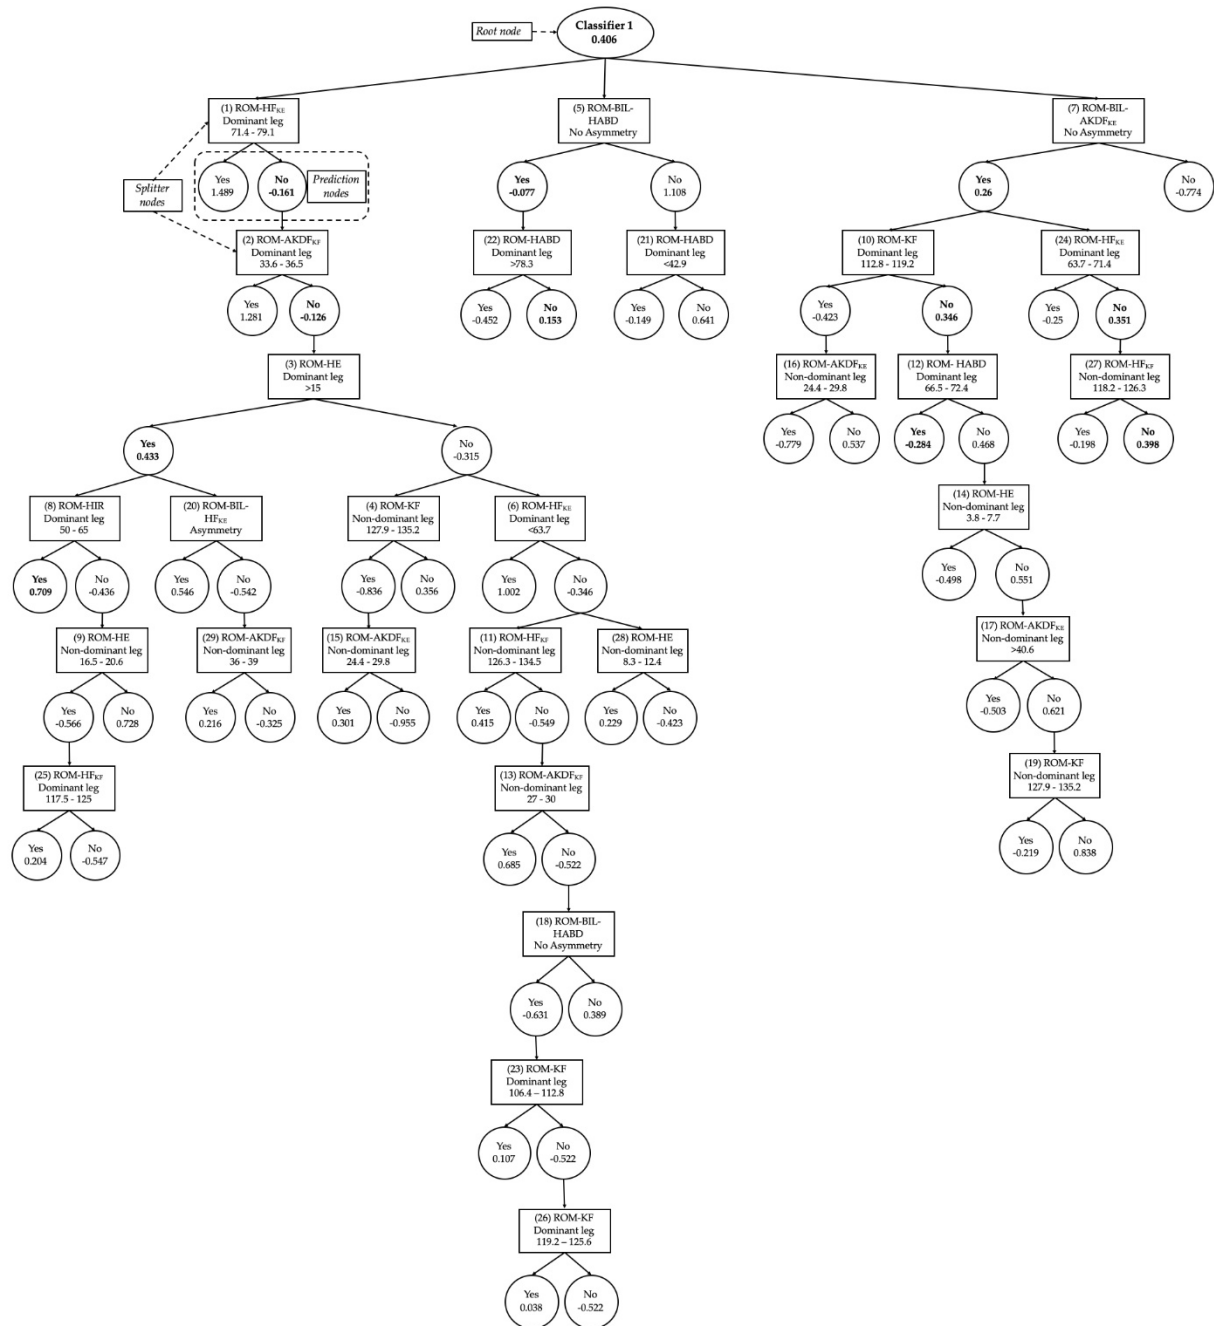 Classifier 1
0.406
Root node
(1) ROM-HFKE
Dominant leg
71.4 - 79.1
(5) ROM-BIL-
HABD
No Asymmetry
(7) ROM-BIL-
AKDFKE
No Asymmetry
Splitter
nodes
Yes
1.489
No
-0.161
Prediction
nodes
Yes
-0.077
No
1.108
Yes
0.26
No
-0.774
(2) ROM-AKDFKF
Dominant leg
33.6 - 36.5
(22) ROM-HABD
Dominant leg
>78.3
(21) ROM-HABD
Dominant leg
<42.9
(10) ROM-KF
Dominant leg
112.8 - 119.2
(24) ROM-HFKE
Dominant leg
63.7 - 71.4
Yes
1.281
No
-0.126
Yes
-0.452
No
0.153
Yes
-0.149
No
0.641
Yes
-0.423
No
0.346
Yes
-0.25
No
0.351
(3) ROM-HE
Dominant leg
>15
(16) ROM-AKDFKE
Non-dominant leg
24.4 - 29.8
(12) ROM- HABD
Dominant leg
66.5 - 72.4
(27) ROM-HFKF
Non-dominant leg
118.2 - 126.3
Yes
0.433
No
-0.315
Yes
-0.779
No
0.537
Yes
-0.284
No
0.468
Yes
-0.198
No
0.398
(8) ROM-HIR
Dominant leg
50 - 65
(20) ROM-BIL-
HFKE
Asymmetry
(4) ROM-KF
Non-dominant leg
127.9 - 135.2
(6) ROM-HFKE
Dominant leg
<63.7
(14) ROM-HE
Non-dominant leg
3.8 - 7.7
Yes
0.709
No
-0.436
Yes
0.546
No
-0.542
Yes
-0.836
No
0.356
Yes
1.002
No
-0.346
Yes
-0.498
No
0.551
(9) ROM-HE
Non-dominant leg
16.5 - 20.6
(29) ROM-AKDFKF
Non-dominant leg
36 - 39
(15) ROM-AKDFKE
Non-dominant leg
24.4 - 29.8
(11) ROM-HFKF
Non-dominant leg
126.3 - 134.5
(28) ROM-HE
Non-dominant leg
8.3 - 12.4
(17) ROM-AKDFKE
Non-dominant leg
>40.6
Yes
-0.566
No
0.728
Yes
0.216
No
-0.325
Yes
0.301
No
-0.955
Yes
0.415
No
-0.549
Yes
0.229
No
-0.423
Yes
-0.503
No
0.621
(25) ROM-HFKF
Dominant leg
117.5 - 125
(13) ROM-AKDFKF
Non-dominant leg
27 - 30
(19) ROM-KF
Non-dominant leg
127.9 - 135.2
Yes
0.204
No
-0.547
Yes
0.685
No
-0.522
Yes
-0.219
No
0.838
(18) ROM-BIL-
HABD
No Asymmetry
Yes
-0.631
No
0.389
(23) ROM-KF
Dominant leg
106.4 – 112.8
Yes
0.107
No
-0.522
(26) ROM-KF
Dominant leg
119.2 – 125.6
Yes
0.038
No
-0.522